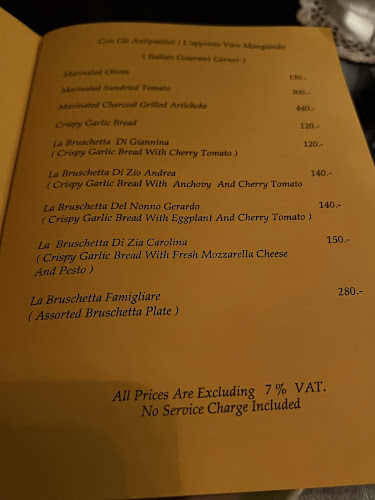 Con Gli Antipastini : L'appetito Vien Mangiando
( Italian Gourmet Corner )
Marinated Olives 130.-
Marinated Sundried Tomato 300.-
Marinated Charcoal Grilled Artichoke 440.-
Crispy Garlic Bread 120.-
La Bruschetta Di Giannina 120.-
( Crispy Garlic Bread With Cherry Tomato )
La Bruschetta Di Zio Andrea 140.-
( Crispy Garlic Bread With Anchovy And Cherry Tomato
La Bruschetta Del Nonno Gerardo 140.-
( Crispy Garlic Bread With Eggplant And Cherry Tomato )
La Bruschetta Di Zia Carolina 150.-
( Crispy Garlic Bread With Fresh Mozzarella Cheese
And Pesto )
La Bruschetta Famigliare 280.-
( Assorted Bruschetta Plate )
All Prices Are Excluding 7 % VAT.
No Service Charge Included